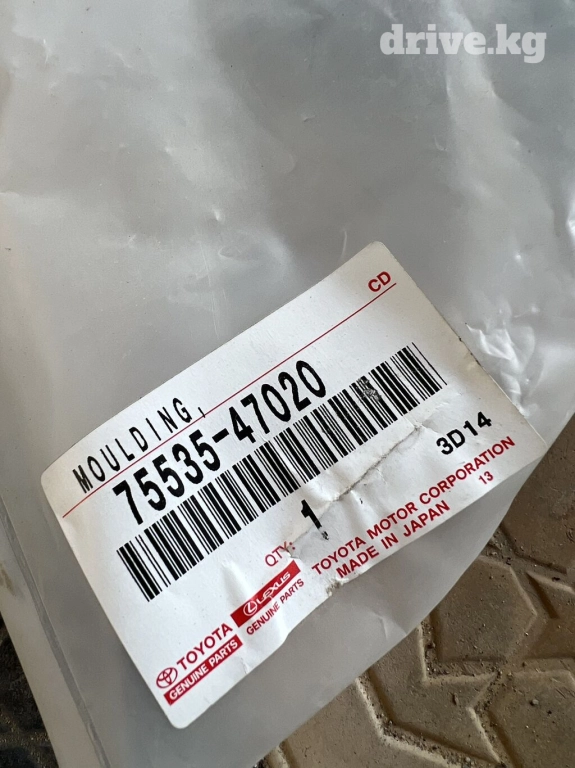 drive.kg
CD
MOULDING,
75535-47020
QTY: 1
3D14
TOYOTA
GENUINE PARTS
LEXUS
GENUINE PARTS
TOYOTA MOTOR CORPORATION
MADE IN JAPAN
13